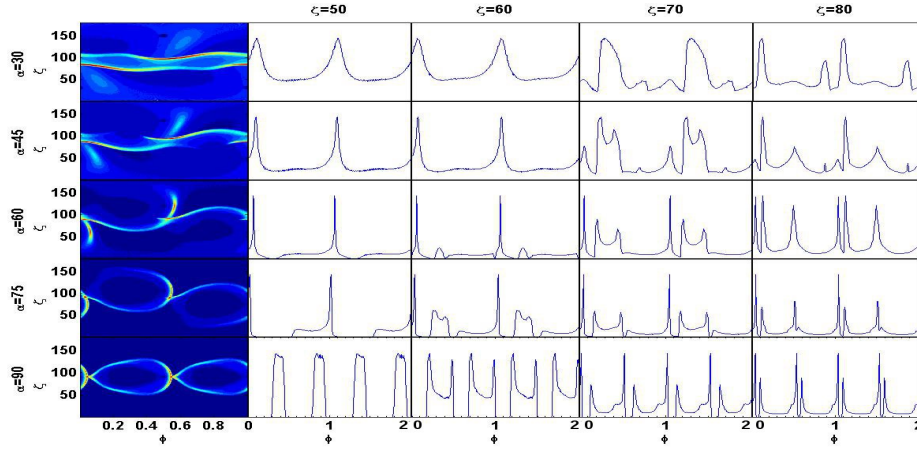 ζ=50 ζ=60 ζ=70 ζ=80
α=30 ζ 150 100 50
α=45 ζ 150 100 50
α=60 ζ 150 100 50
α=75 ζ 150 100 50
α=90 ζ 150 100 50
0.2 0.4 0.6 0.8 0 1 2 0 1 2 0 1 2 0 1 2
ϕ ϕ ϕ ϕ ϕ